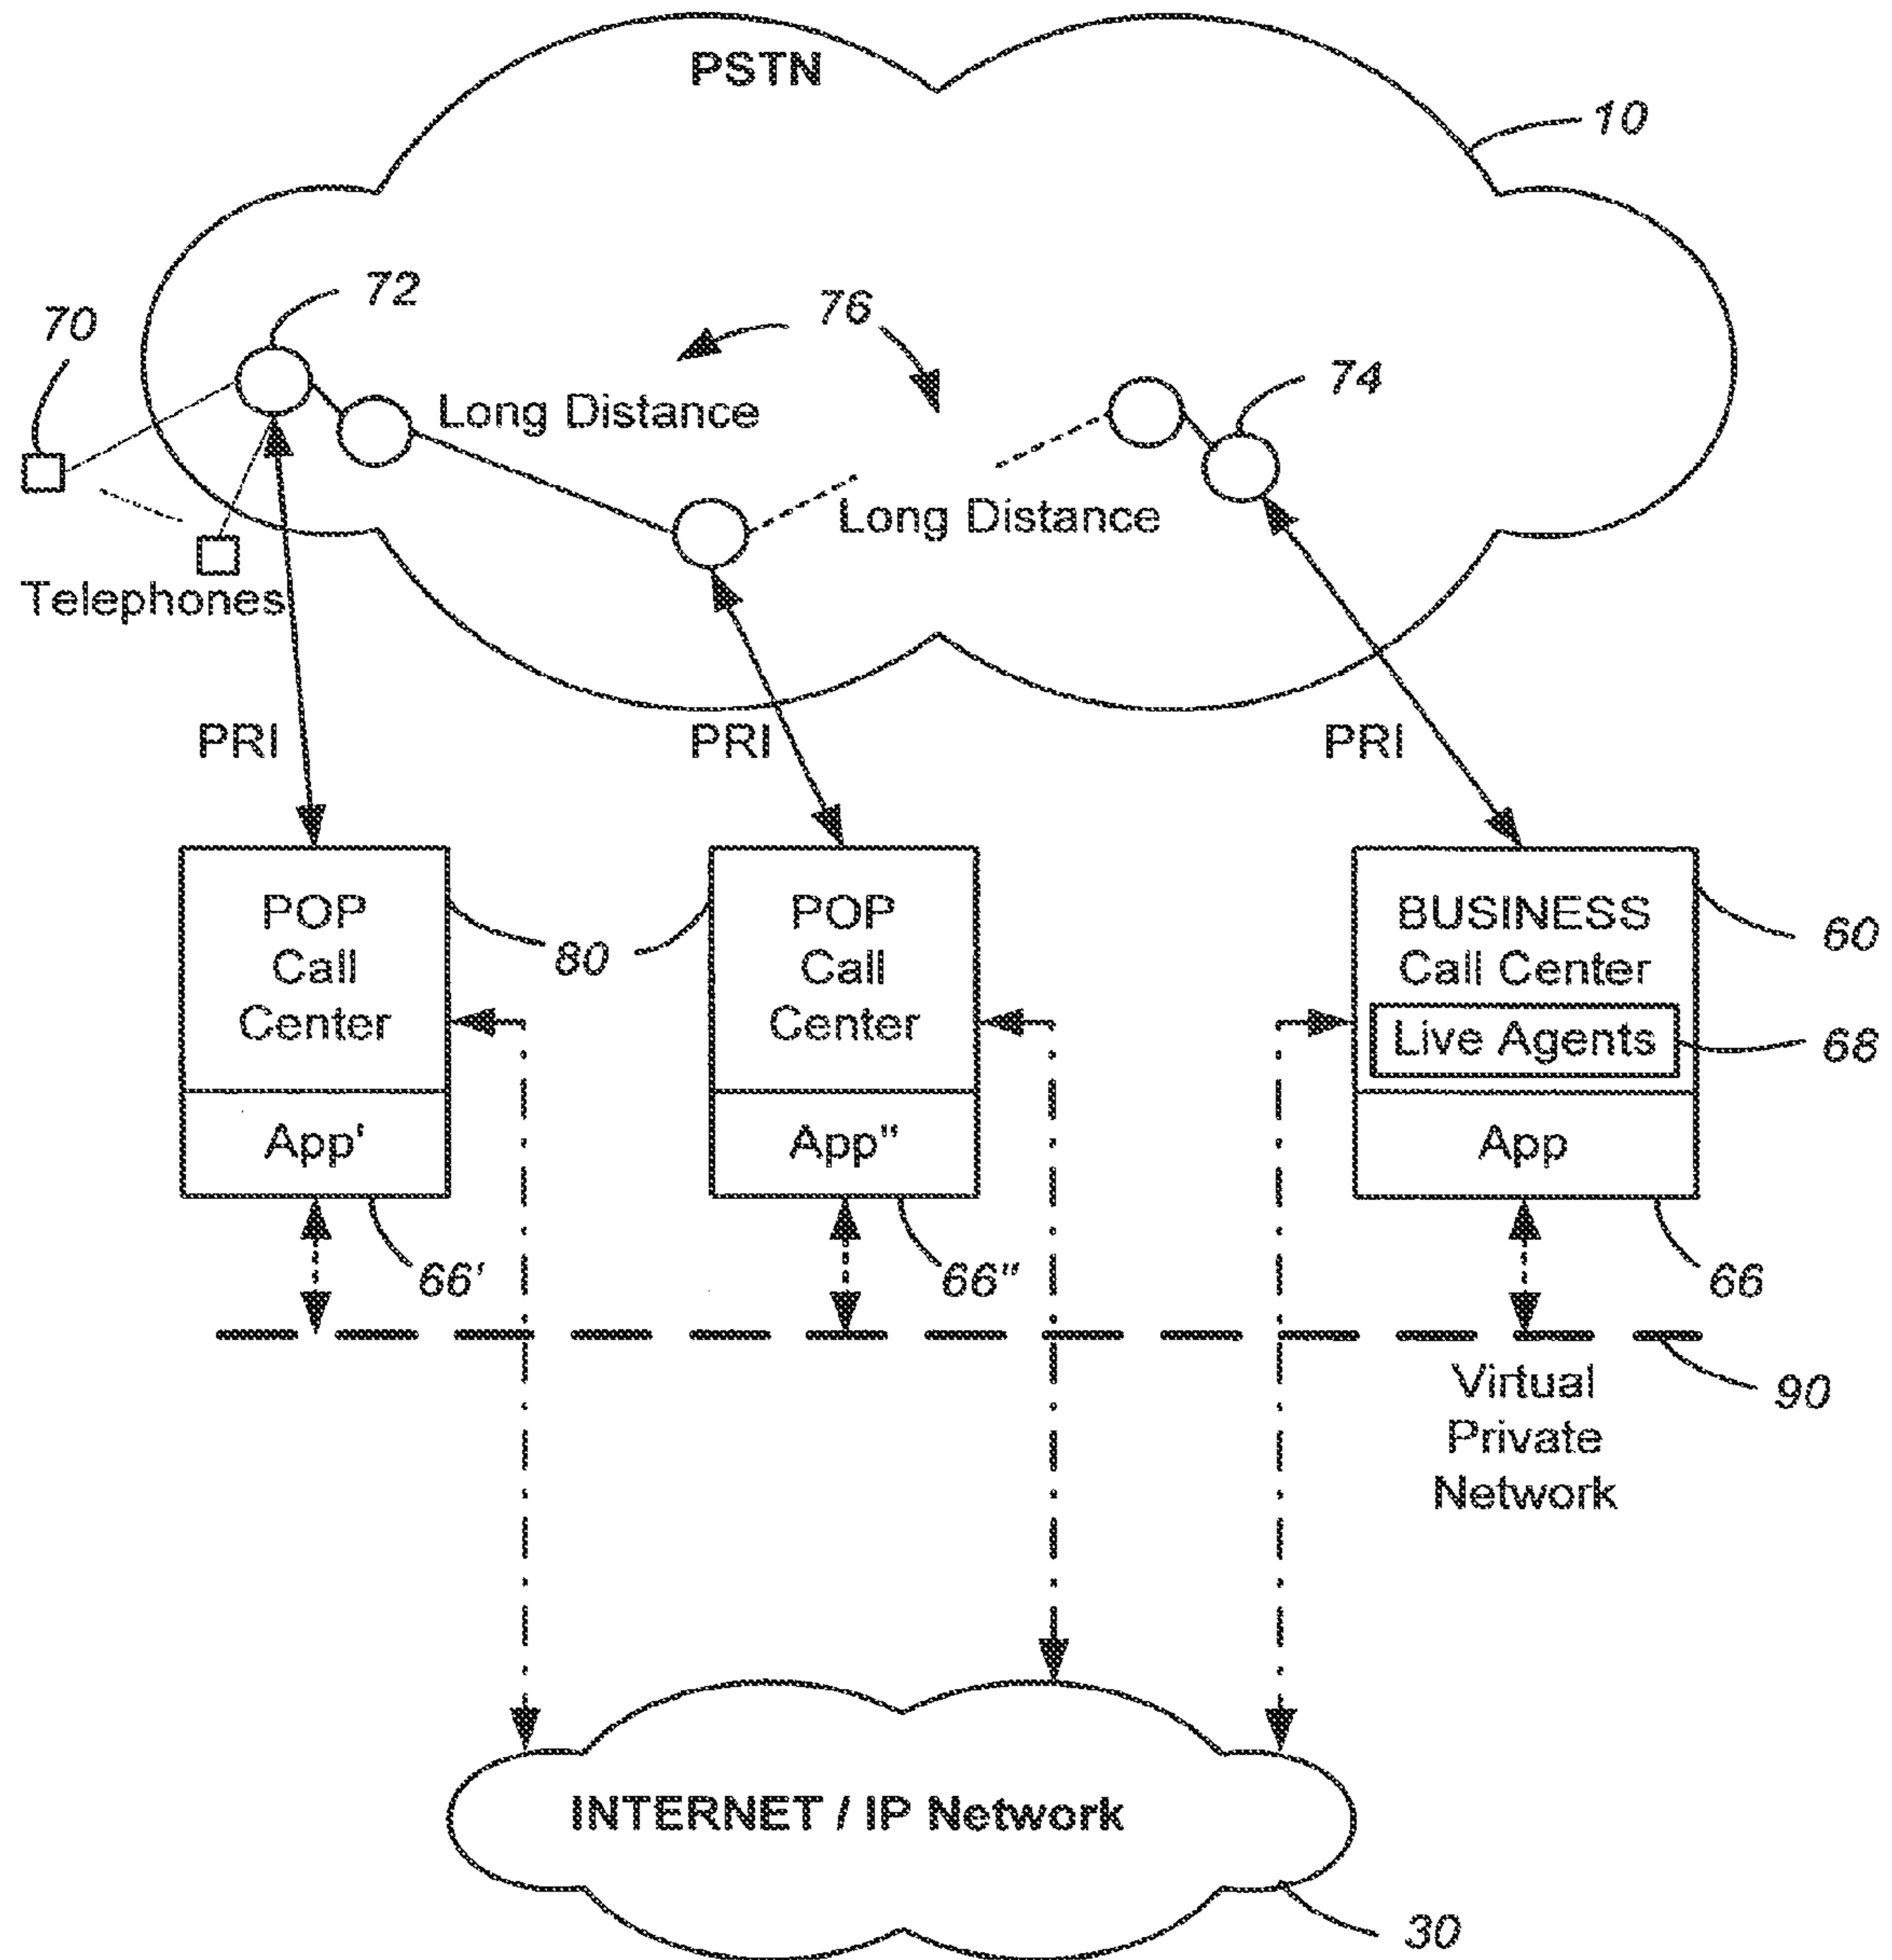 PSTN
10
72
76
70
74
Long Distance
Long Distance
Telephones
PRI
PRI
PRI
POP
Call
Center
80
POP
Call
Center
BUSINESS
Call Center
60
Live Agents
68
App'
App"
App
66'
66"
66
Virtual
Private
Network
90
INTERNET / IP Network
30